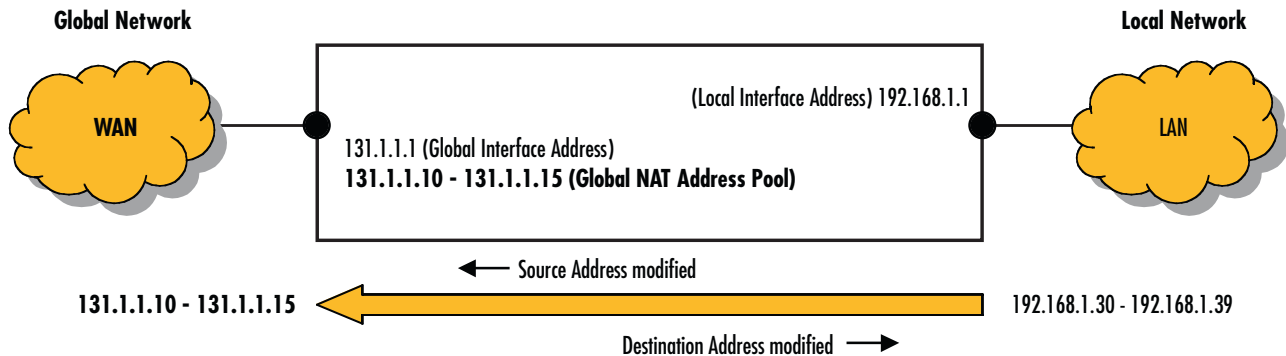 Global Network
Local Network
(Local Interface Address) 192.168.1.1
WAN
LAN
131.1.1.1 (Global Interface Address)
131.1.1.10 - 131.1.1.15 (Global NAT Address Pool)
Source Address modified
131.1.1.10 - 131.1.1.15
192.168.1.30 - 192.168.1.39
Destination Address modified